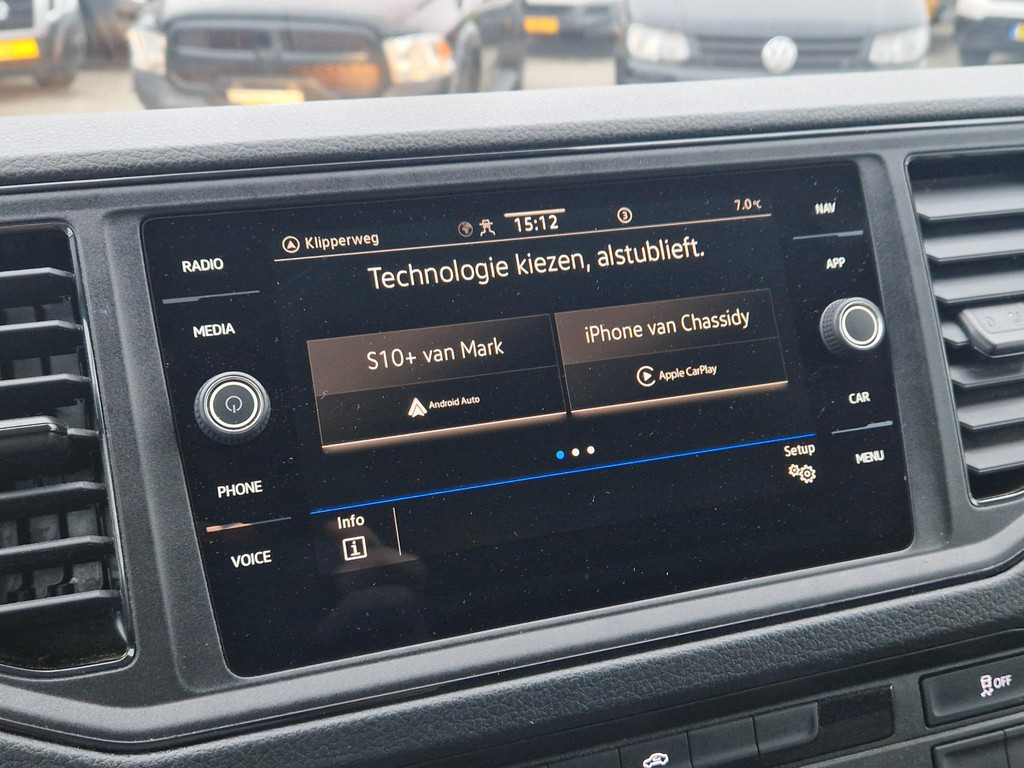 Klipperweg
15:12
3
7.0°C
Technologie kiezen, alstublieft.
S10+ van Mark
Android Auto
iPhone van Chassidy
Apple CarPlay
Setup
Info
i
RADIO
MEDIA
PHONE
VOICE
NAV
APP
CAR
MENU
OFF